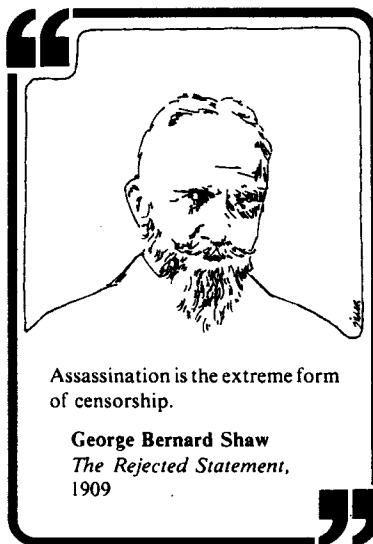 Assassination is the extreme form
of censorship.
George Bernard Shaw
The Rejected Statement,
1909